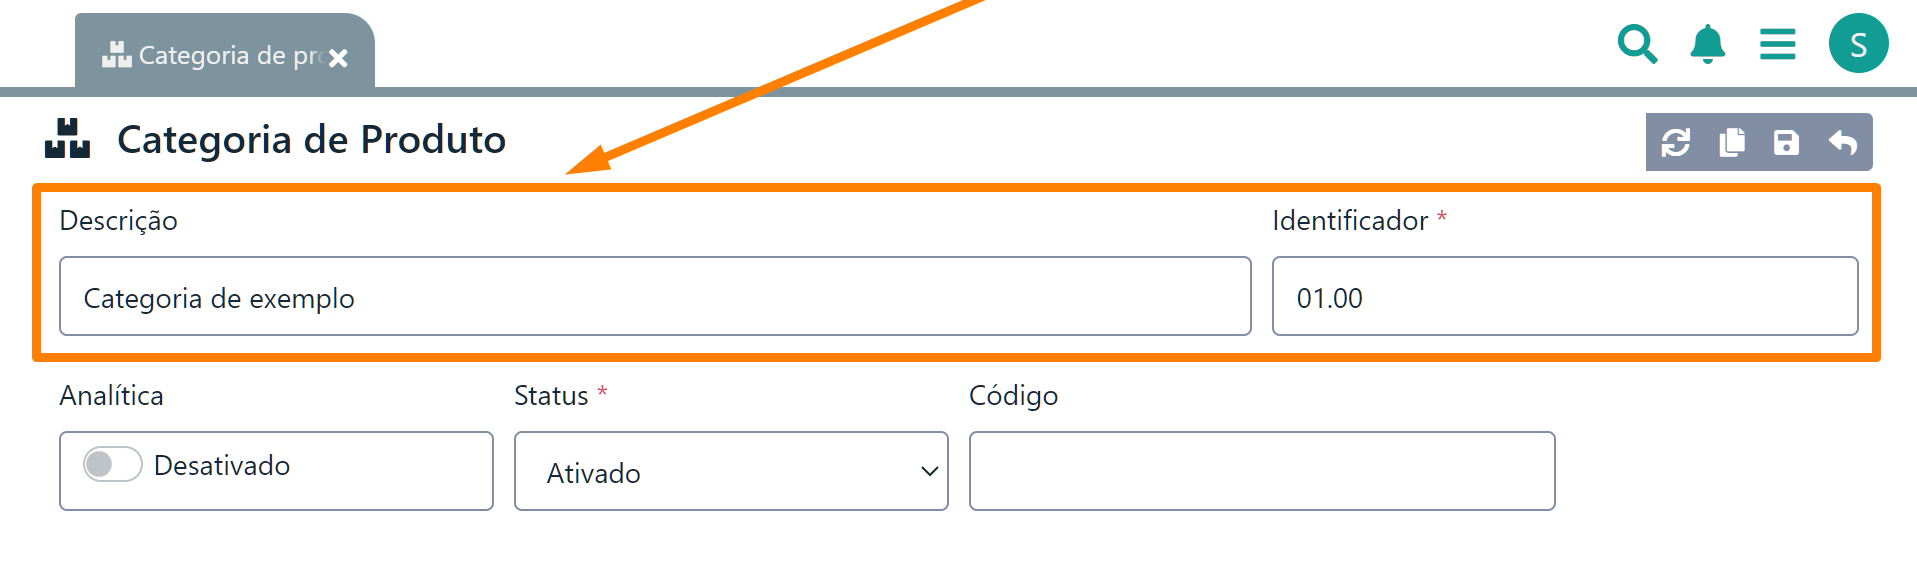 Categoria de pr
S
Categoria de Produto
Descrição
Identificador *
Categoria de exemplo
01.00
Analítica
Status *
Código
Desativado
Ativado